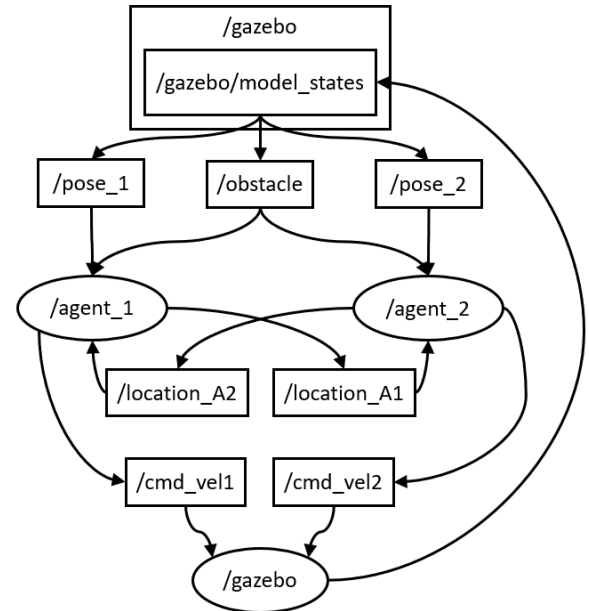 /gazebo
/gazebo/model_states
/pose_1
/obstacle
/pose_2
/agent_1
/agent_2
/location_A2
/location_A1
/cmd_vel1
/cmd_vel2
/gazebo